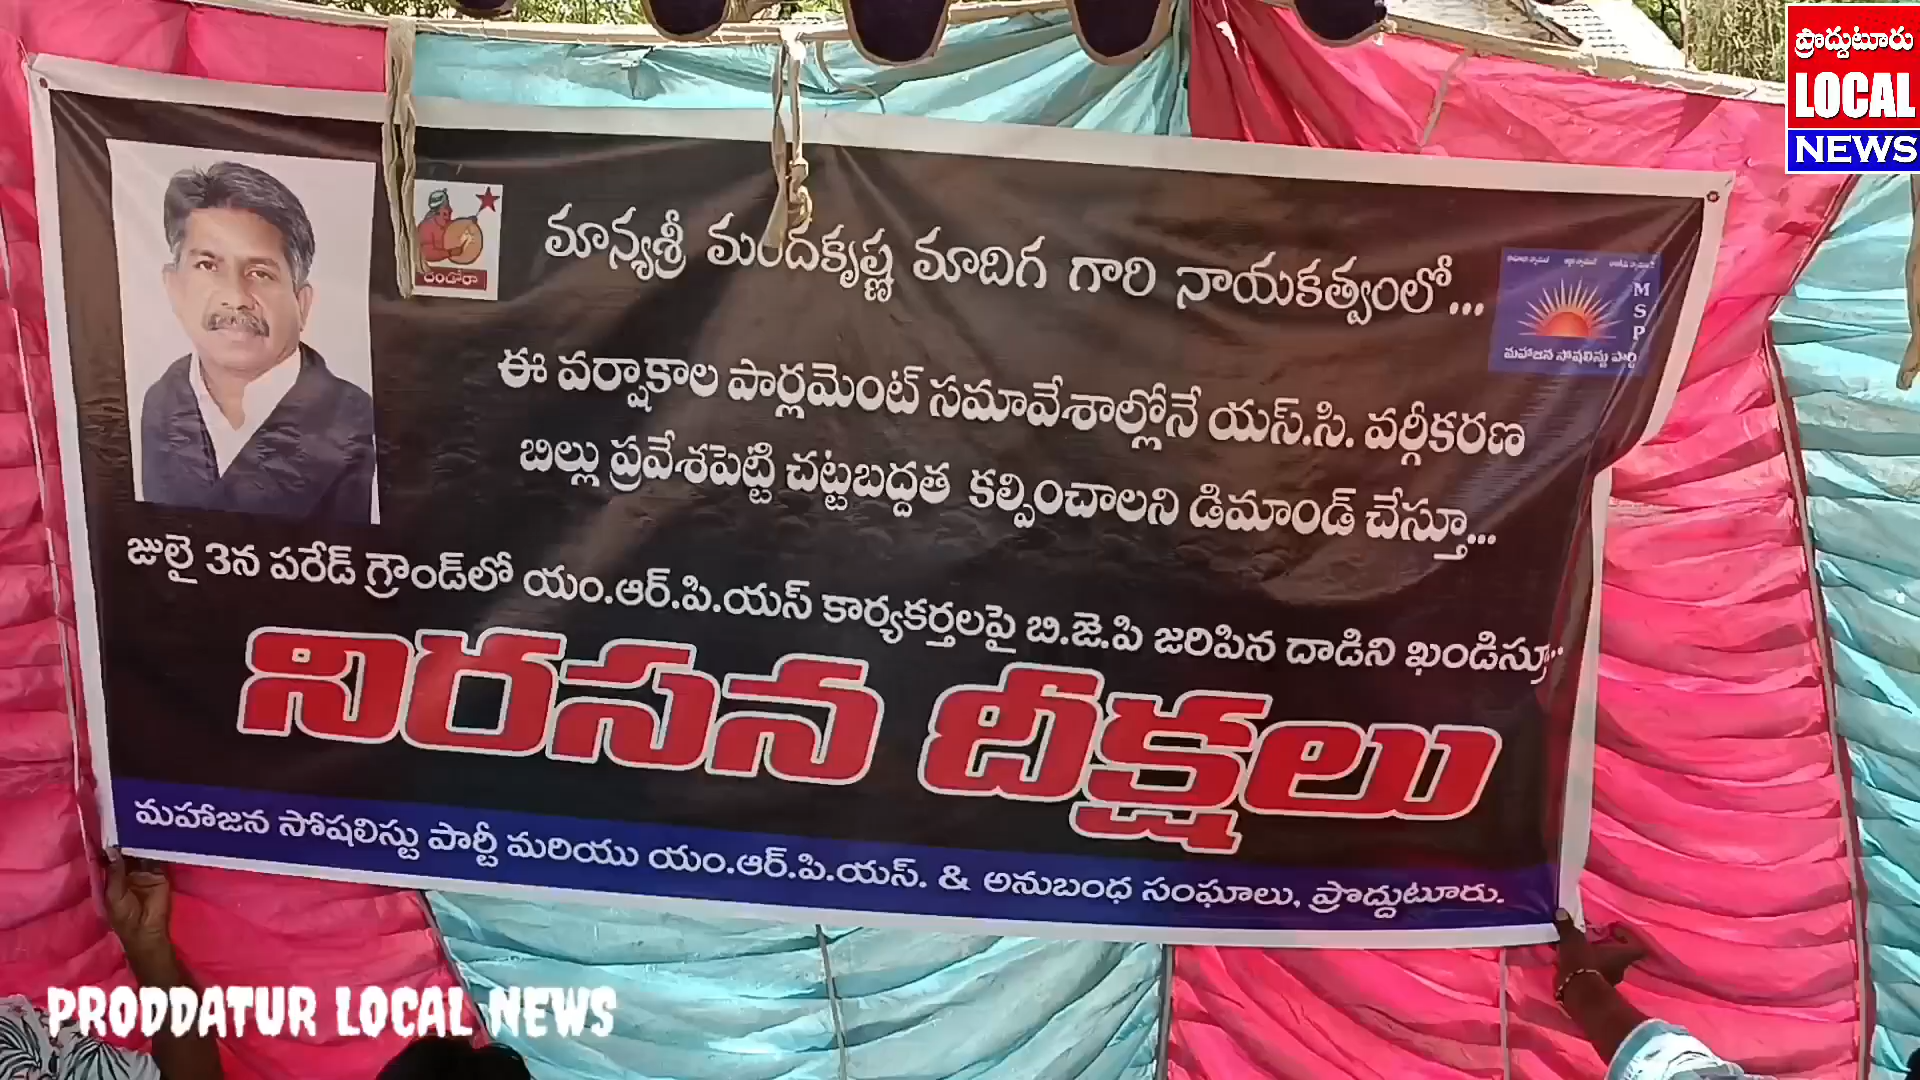 ప్రొద్దుటూరు
LOCAL
NEWS
దండోరా
మాన్యశ్రీ మందకృష్ణ మాదిగ గారి నాయకత్వంలో...
MSP
మహాజన సోషలిస్టు పార్టీ
ఈ వర్షాకాల పార్లమెంట్ సమావేశాల్లోనే యస్.సి. వర్గీకరణ
బిల్లు ప్రవేశపెట్టి చట్టబద్దత కల్పించాలని డిమాండ్ చేస్తూ...
జులై 3న పరేడ్ గ్రౌండ్‌లో యం.ఆర్.పి.యస్ కార్యకర్తలపై బి.జె.పి జరిపిన దాడిని ఖండిస్తూ..
నిరసన దీక్షలు
మహాజన సోషలిస్టు పార్టీ మరియు యం.ఆర్.పి.యస్. & అనుబంధ సంఘాలు, ప్రొద్దుటూరు.
PRODDATUR LOCAL NEWS